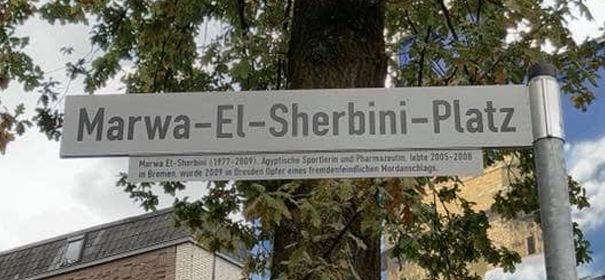 Marwa-El-Sherbini-Platz
Marwa El-Sherbini (1977-2009), Ägyptische Sportlerin und Pharmazeutin, lebte 2005-2008
in Bremen, wurde 2009 in Dresden Opfer eines fremdenfeindlichen Mordanschlags.